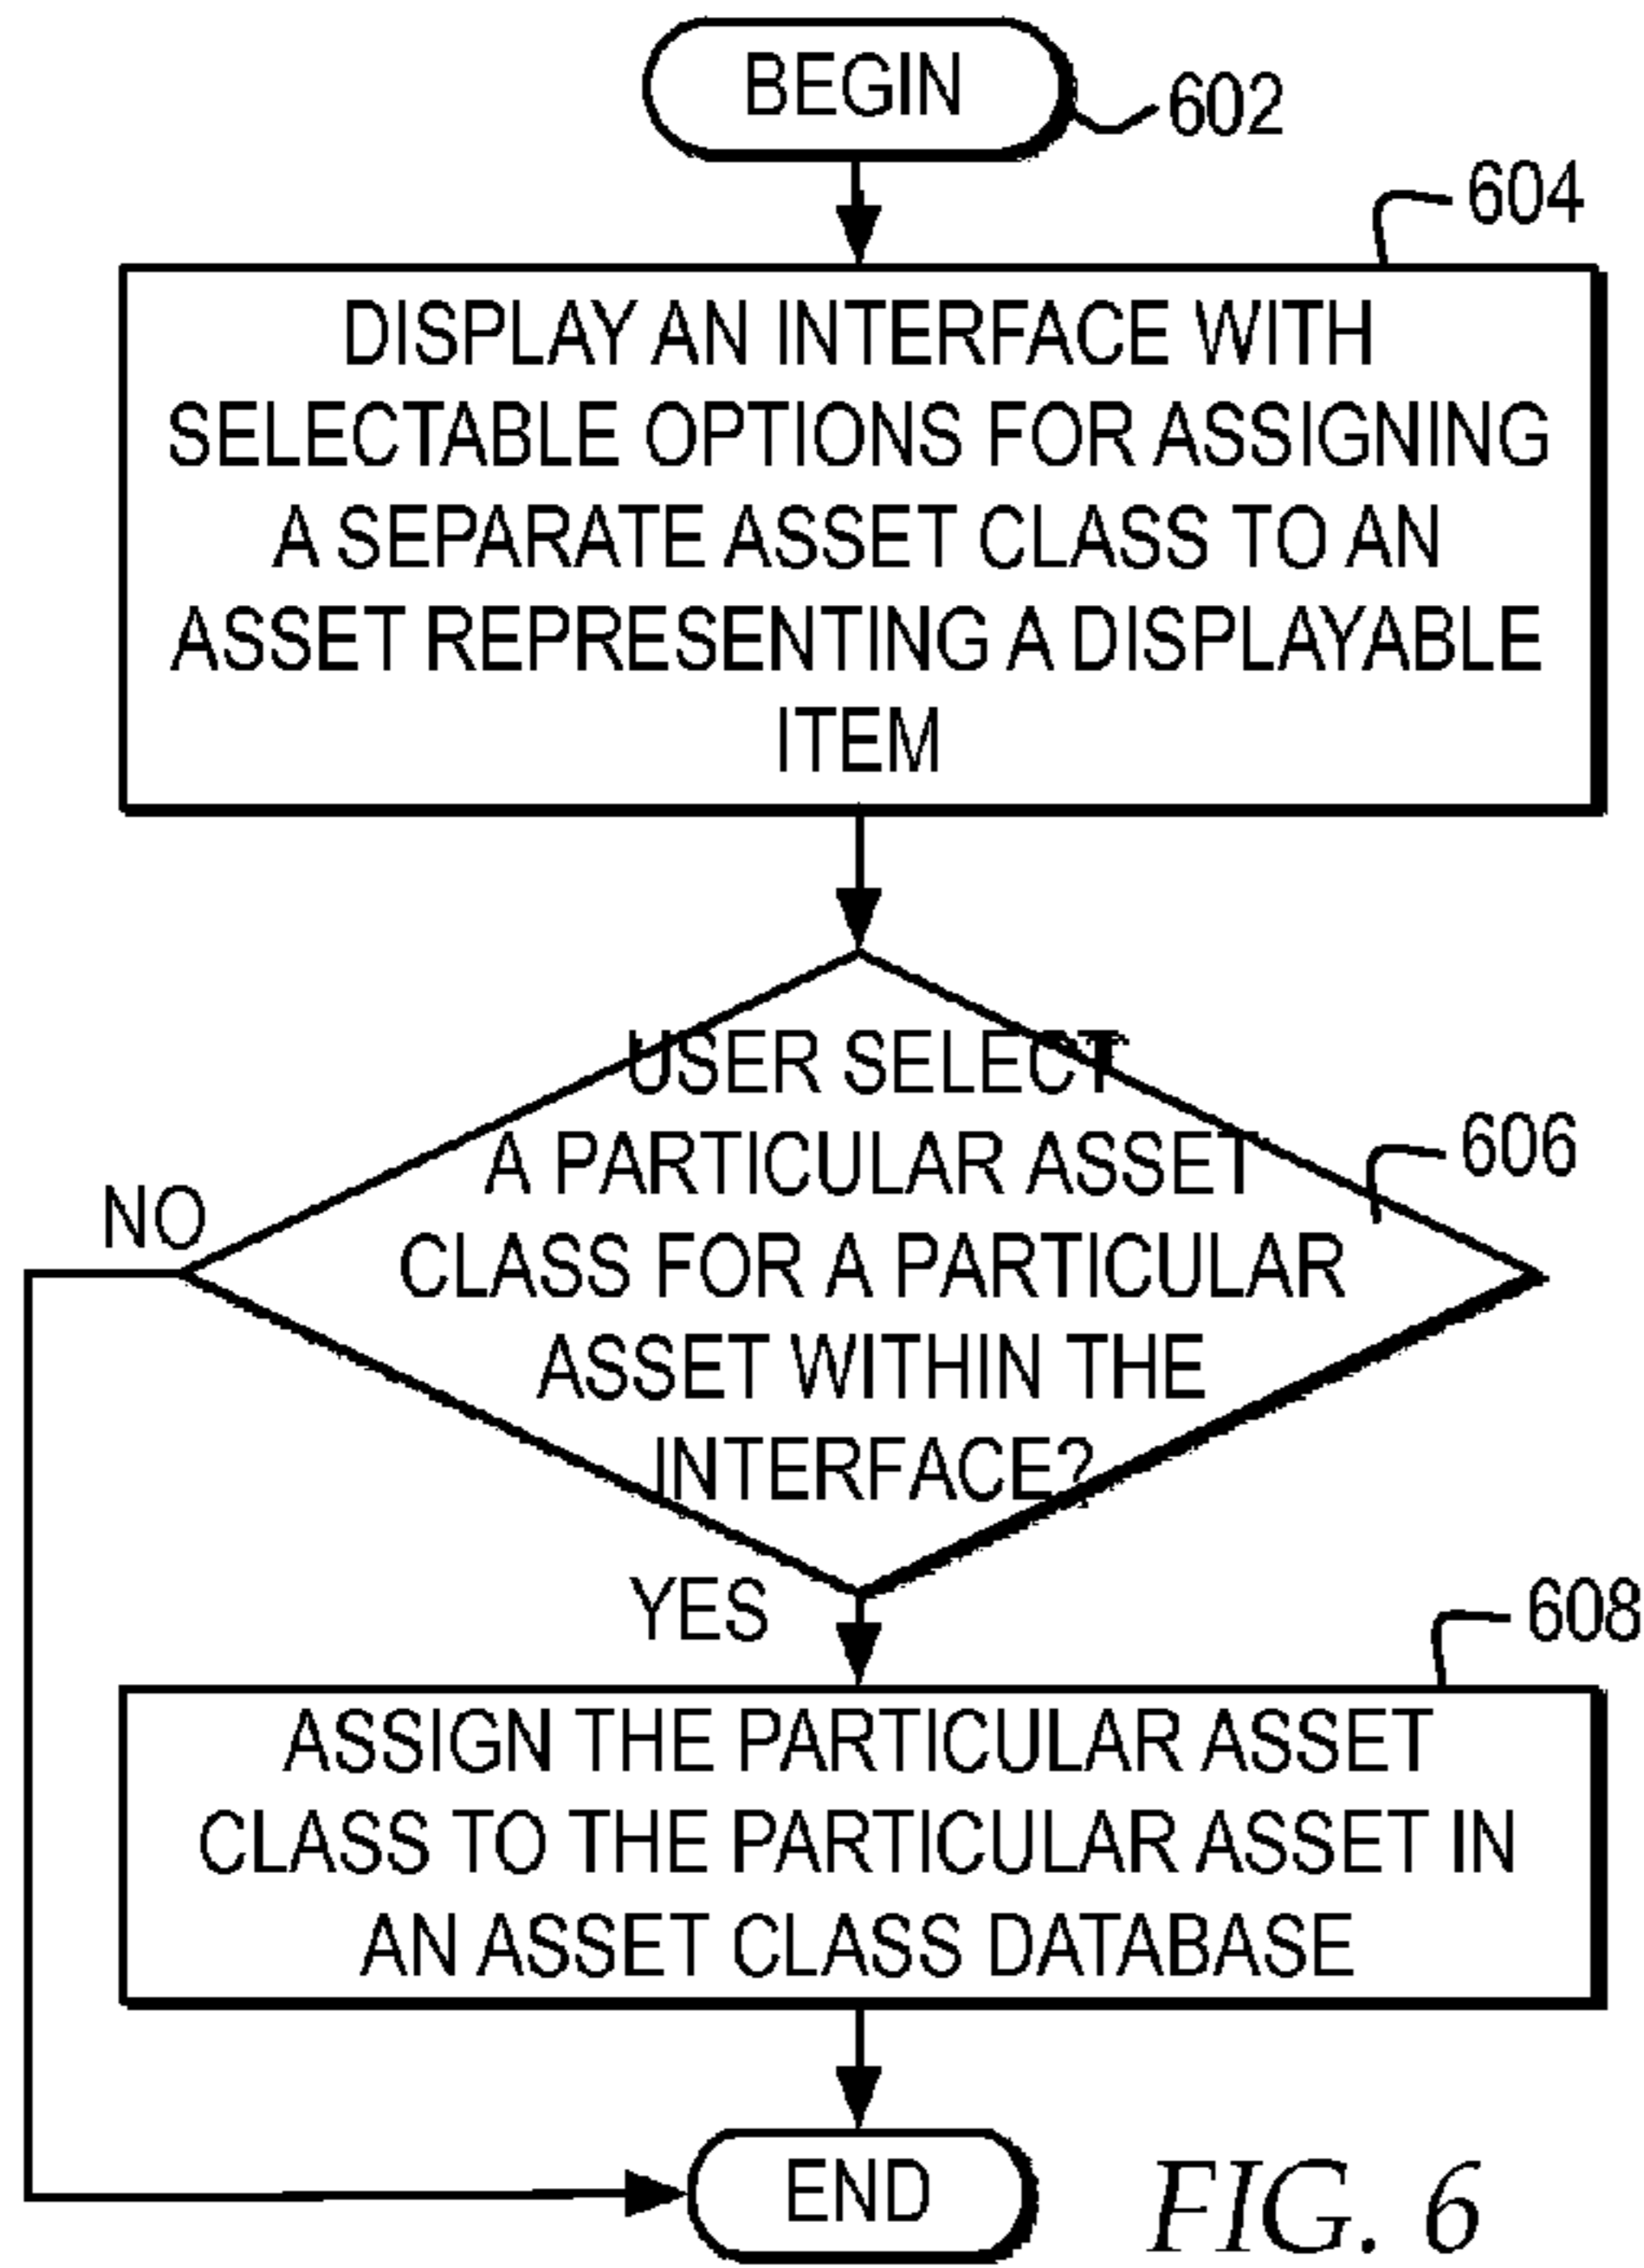 BEGIN
602
604
DISPLAY AN INTERFACE WITH
SELECTABLE OPTIONS FOR ASSIGNING
A SEPARATE ASSET CLASS TO AN
ASSET REPRESENTING A DISPLAYABLE
ITEM
USER SELECT
A PARTICULAR ASSET
CLASS FOR A PARTICULAR
ASSET WITHIN THE
INTERFACE?
606
NO
YES
608
ASSIGN THE PARTICULAR ASSET
CLASS TO THE PARTICULAR ASSET IN
AN ASSET CLASS DATABASE
END
FIG. 6